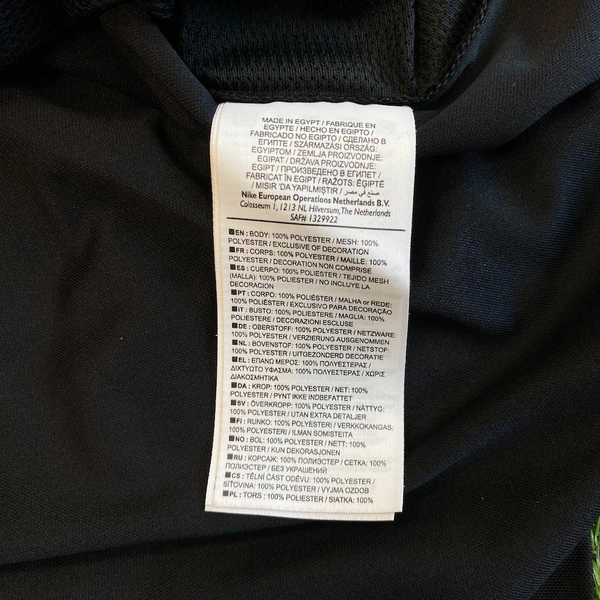 MADE IN EGYPT / FABRIQUE EN
EGYPTE / HECHO EN EGIPTO /
FABRICADO NO EGIPTO / СДЕЛАНО В
ЕГИПТЕ / SZÁRMAZÁSI ORSZÁG:
EGYIPTOM / ZEMLJA PROIZVODNJE:
EGIPAT / DRŽAVA PROIZVODNJE:
EGIPT / ПРОИЗВЕДЕНО В ЕГИПЕТ /
FABRICAT ÎN EGIPT / RAŽOTS: ĒĢIPTĒ
/ MISIR 'DA YAPILMIŞTIR / صنع في مصر
Nike European Operations Netherlands B.V.
Colosseum 1, 1213 NL Hilversum, The Netherlands
SAF# 1329922
■ EN : BODY: 100% POLYESTER / MESH: 100%
POLYESTER / EXCLUSIVE OF DECORATION
■ FR : CORPS: 100% POLYESTER / MAILLE: 100%
POLYESTER / DECORATION NON COMPRISE
■ ES : CUERPO: 100% POLIESTER / TEJIDO MESH
(MALLA): 100% POLIESTER / NO INCLUYE LA
DECORACION
■ PT : CORPO: 100% POLIÉSTER / MALHA or REDE:
100% POLIÉSTER / EXCLUSIVO PARA DECORAÇÃO
■ IT : BUSTO: 100% POLIESTERE / MAGLIA: 100%
POLIESTERE / DECORAZIONI ESCLUSE
■ DE : OBERSTOFF: 100% POLYESTER / NETZWARE:
100% POLYESTER / VERZIERUNG AUSGENOMMEN
■ NL : BOVENSTOF: 100% POLYESTER / NETSTOF:
100% POLYESTER / UITGEZONDERD DECORATIE
■ EL : ΕΠΑΝΩ ΜΕΡΟΣ: 100% ΠΟΛΥΕΣΤΕΡΑΣ /
ΔΙΧΤΥΩΤΟ ΥΦΑΣΜΑ: 100% ΠΟΛΥΕΣΤΕΡΑΣ / ΧΩΡΙΣ
ΔΙΑΚΟΣΜΗΤΙΚΑ
■ DA : KROP: 100% POLYESTER / NET: 100%
POLYESTER / PYNT IKKE INDBEFATTET
■ SV : ÖVERKROPP: 100% POLYESTER / NÄTTYG:
100% POLYESTER / UTAN EXTRA DETALJER
■ FI : RUNKO: 100% POLYESTERI / VERKKOKANGAS:
100% POLYESTERI / ILMAN SOMISTEITA
■ NO : BOL: 100% POLYESTER / NETT: 100%
POLYESTER / KUN DEKORASJONEN
■ RU : КОРСАЖ: 100% ПОЛИЭСТЕР / СЕТКА: 100%
ПОЛИЭСТЕР / БЕЗ УКРАШЕНИЙ
■ CS : TĚLNÍ ČÁST ODĚVU: 100% POLYESTER /
SÍŤOVINA: 100% POLYESTER / VYJMA OZDOB
■ PL : TORS : 100% POLIESTER / SIATKA: 100%